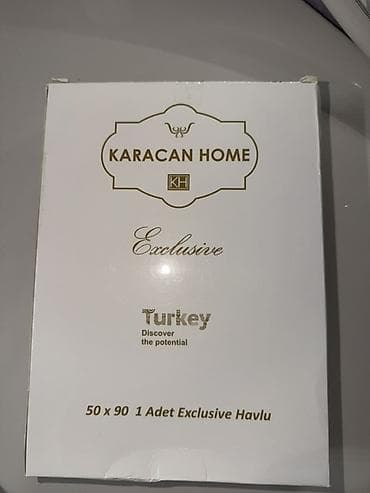 KARACAN HOME
KH
Exclusive
Turkey
Discover
the potential
50 x 90 1 Adet Exclusive Havlu